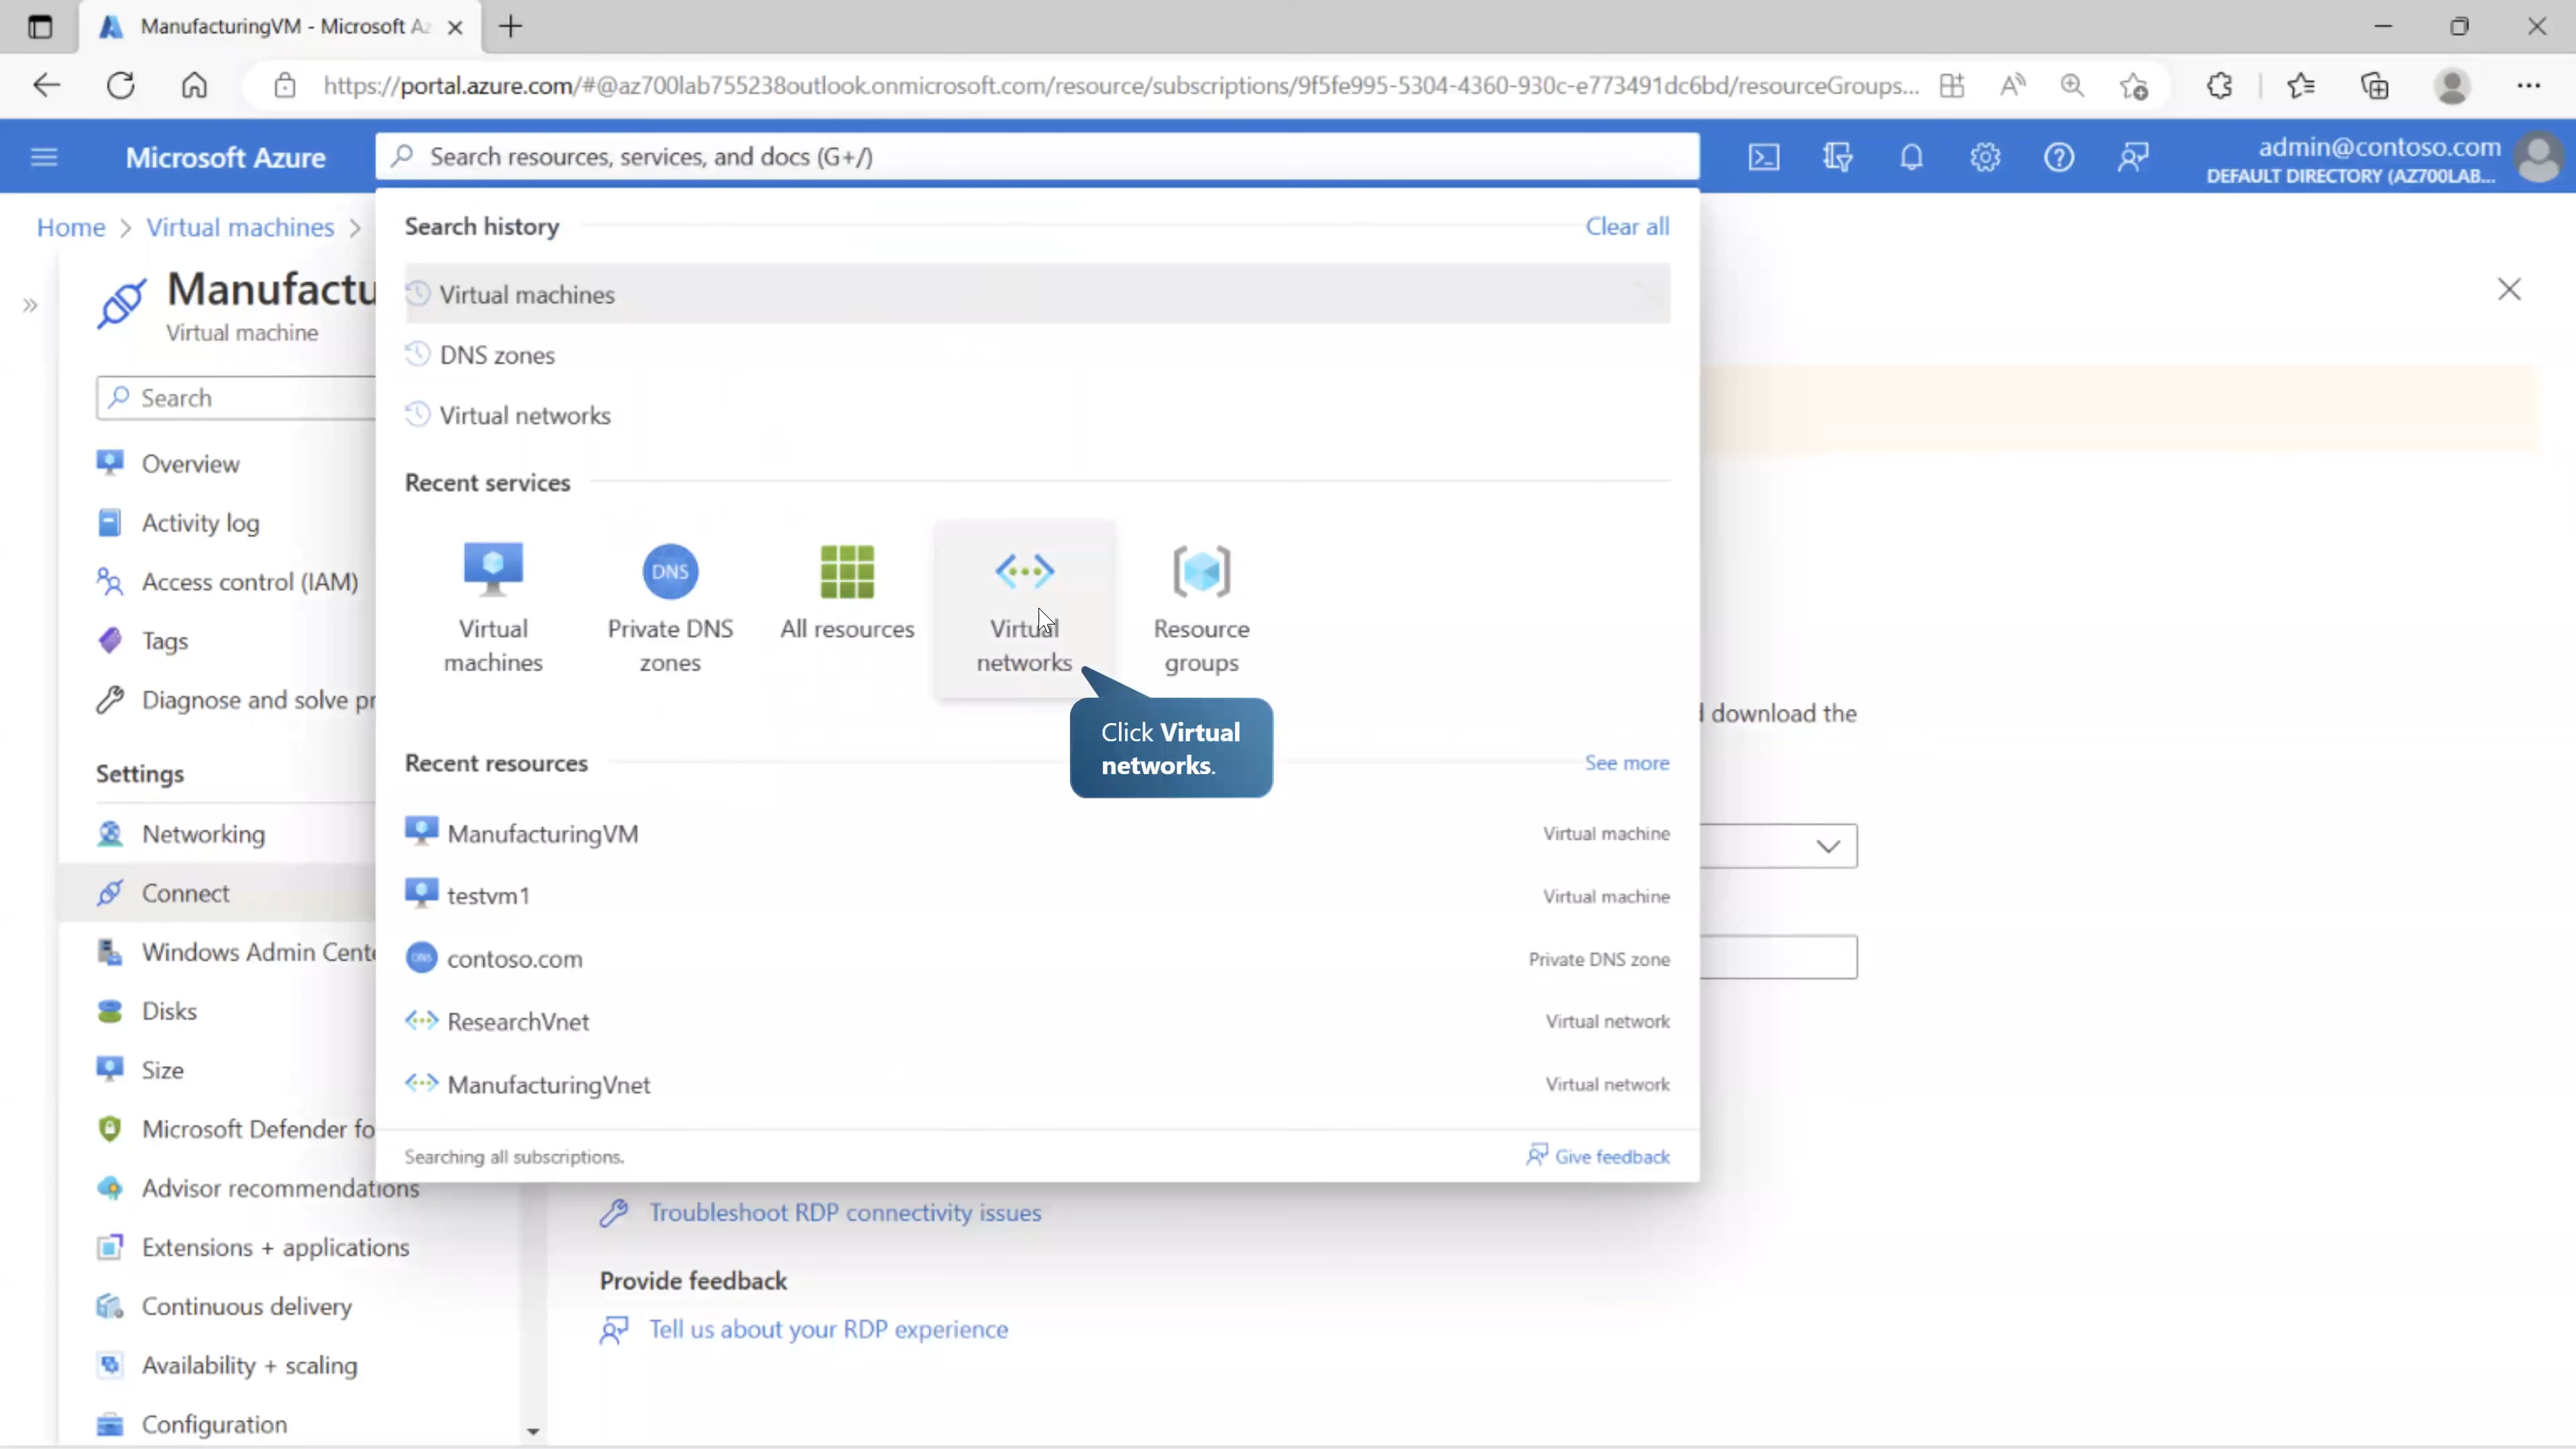 ManufacturingVM - Microsoft Az
https://portal.azure.com/#@az700lab755238outlook.onmicrosoft.com/resource/subscriptions/9f5fe995-5304-4360-930c-e773491dc6bd/resourceGroups...
Microsoft Azure
Search resources, services, and docs (G+/)
admin@contoso.com
DEFAULT DIRECTORY (AZ700LAB...
Home > Virtual machines >
Manufactu
Virtual machine
Search
Overview
Activity log
Access control (IAM)
Tags
Diagnose and solve pr
Settings
Networking
Connect
Windows Admin Cente
Disks
Size
Microsoft Defender fo
Advisor recommendations
Extensions + applications
Continuous delivery
Availability + scaling
Configuration
Search history
Clear all
Virtual machines
DNS zones
Virtual networks
Recent services
Virtual
machines
DNS
Private DNS
zones
All resources
Virtual
networks
Resource
groups
Click Virtual
networks.
Recent resources
See more
ManufacturingVM Virtual machine
testvm1 Virtual machine
DNS contoso.com Private DNS zone
ResearchVnet Virtual network
ManufacturingVnet Virtual network
Searching all subscriptions.
Give feedback
download the
Troubleshoot RDP connectivity issues
Provide feedback
Tell us about your RDP experience